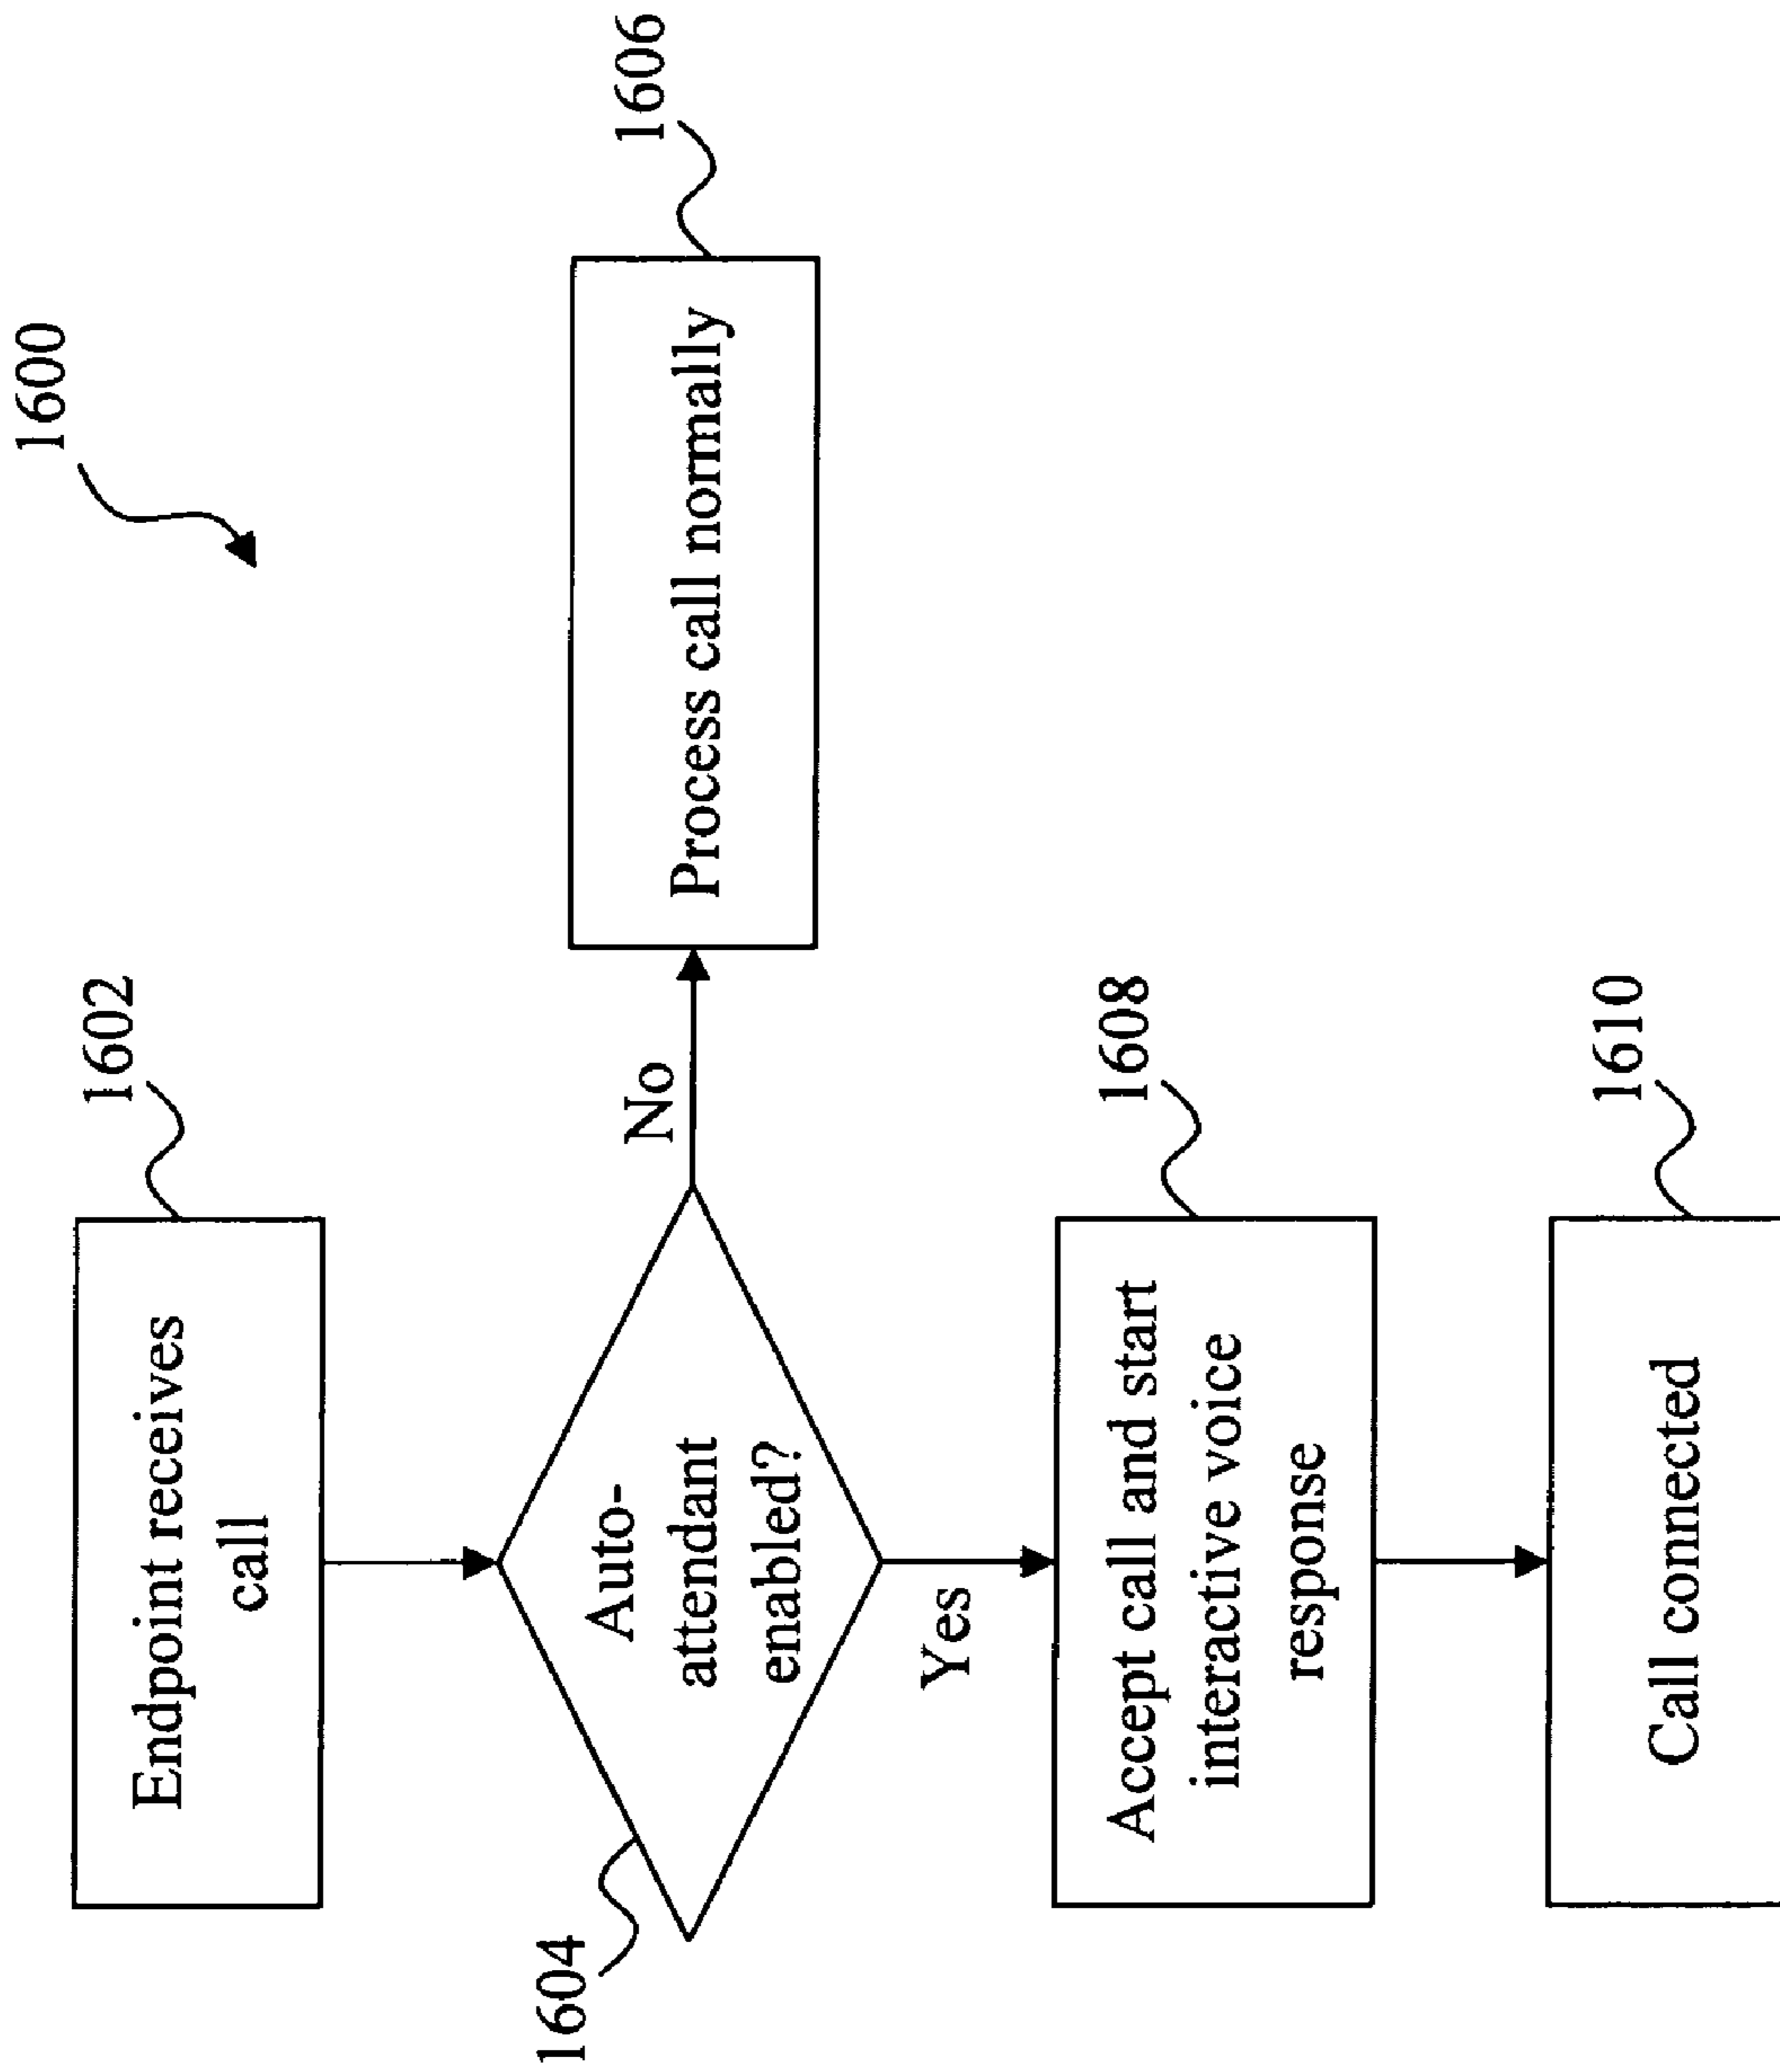 1600
Endpoint receives
call
1602
1604
Auto-
attendant
enabled?
No
Process call normally
1606
Yes
Accept call and start
interactive voice
response
1608
Call connected
1610